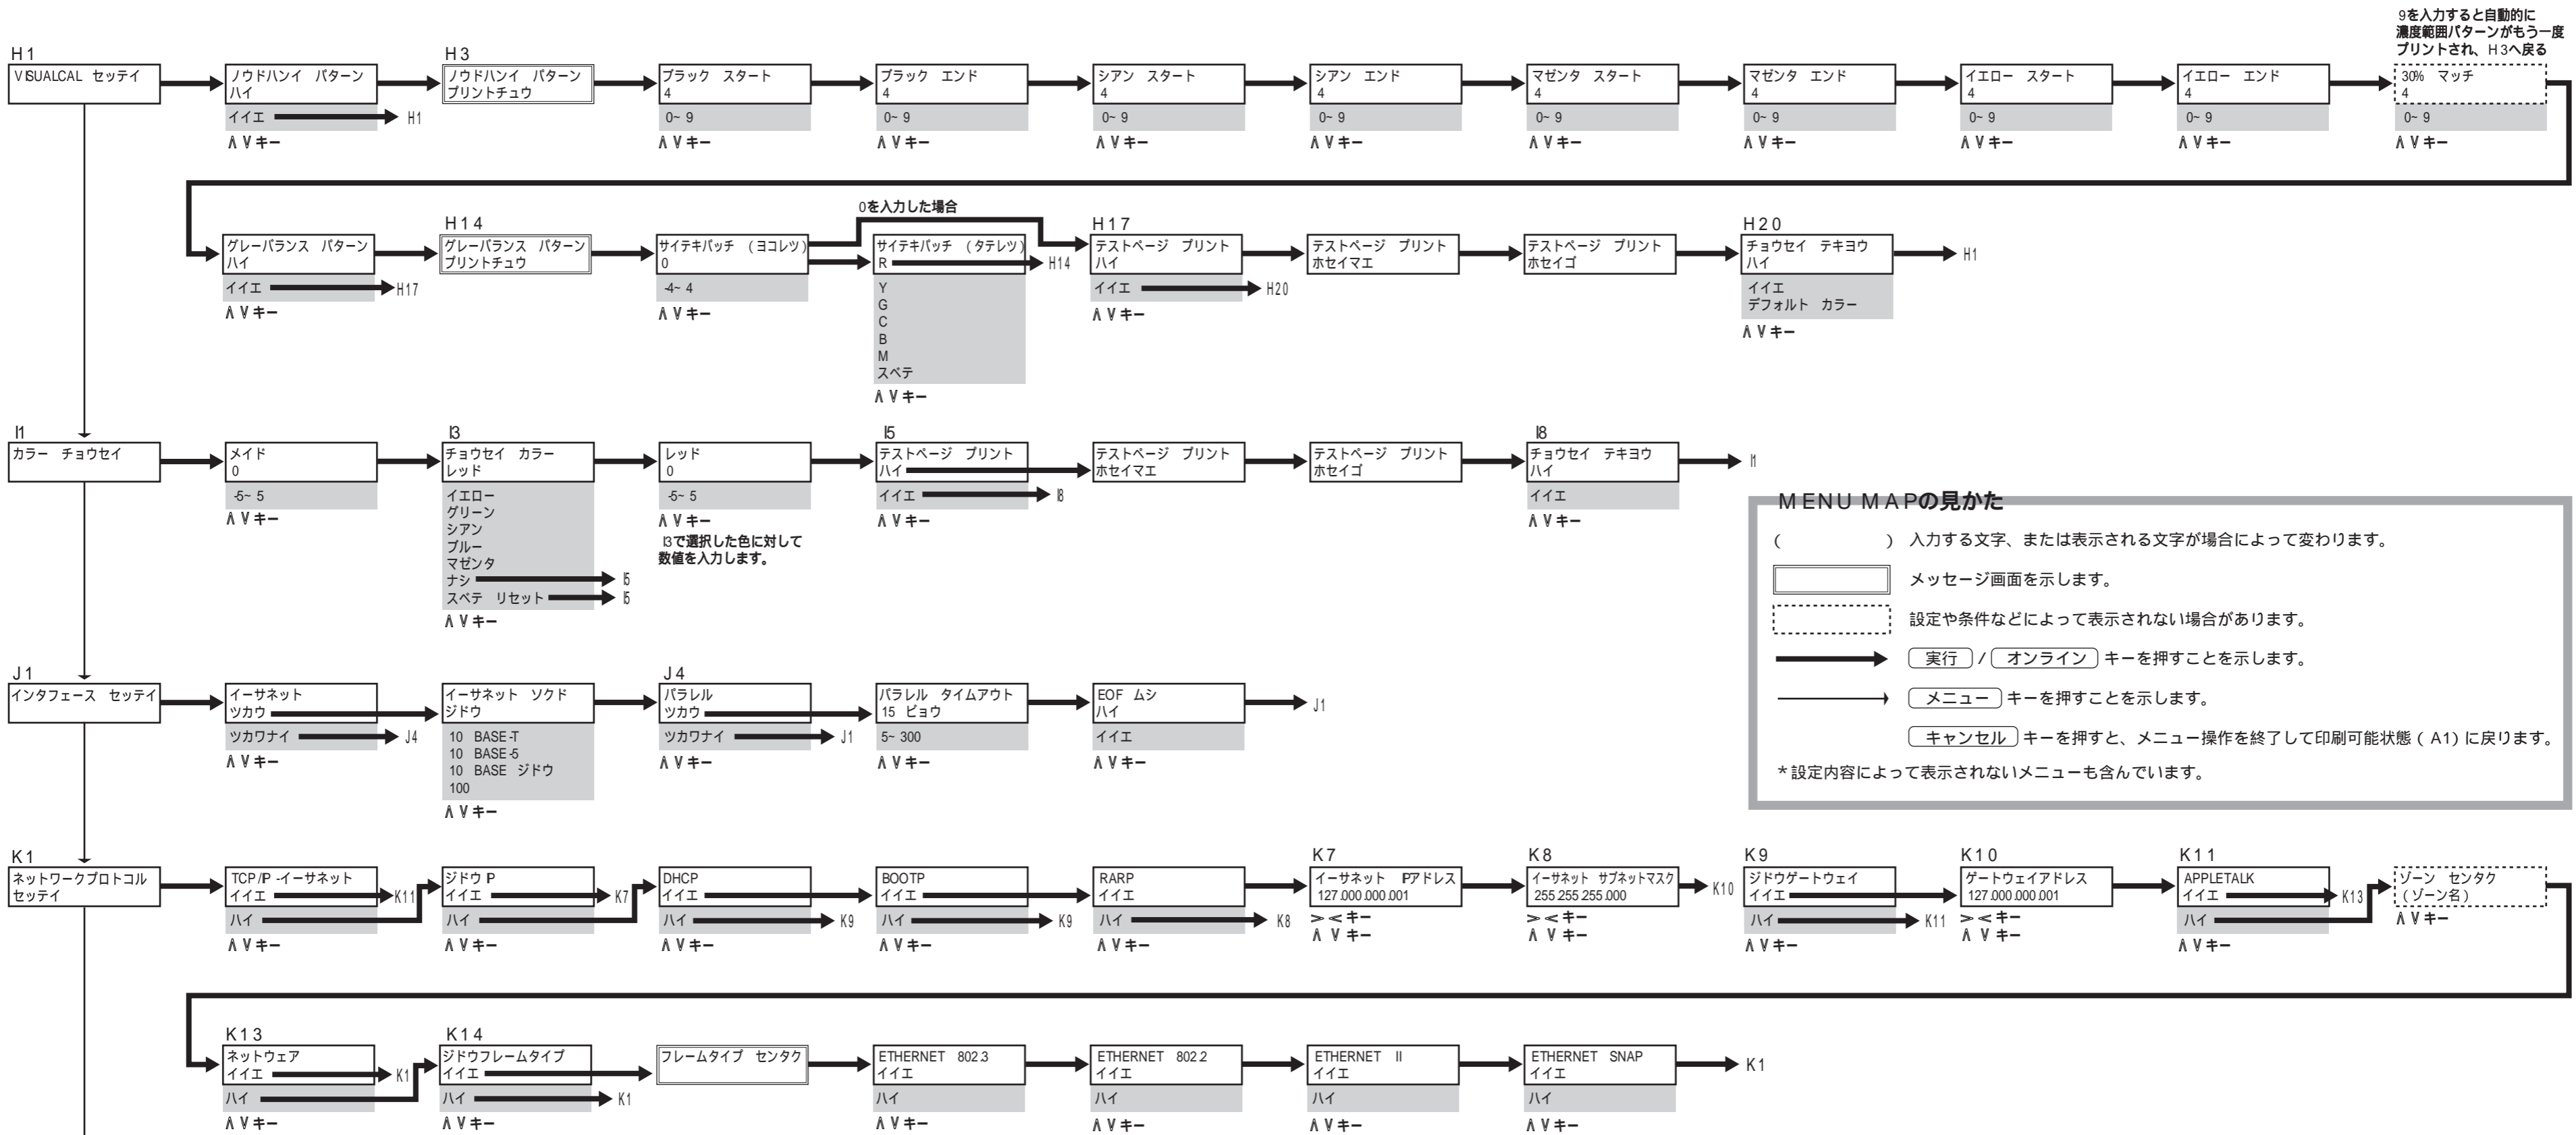 9を入力すると自動的に
濃度範囲パターンがもう一度
プリントされ、H3へ戻る
H1
VISUALCAL セッテイ
ノウドハンイ パターン
ハイ
イイエ
H1
∧∨キー
H3
ノウドハンイ パターン
プリントチュウ
ブラック スタート
4
0~9
∧∨キー
ブラック エンド
4
0~9
∧∨キー
シアン スタート
4
0~9
∧∨キー
シアン エンド
4
0~9
∧∨キー
マゼンタ スタート
4
0~9
∧∨キー
マゼンタ エンド
4
0~9
∧∨キー
イエロー スタート
4
0~9
∧∨キー
イエロー エンド
4
0~9
∧∨キー
30% マッチ
4
0~9
∧∨キー
グレーバランス パターン
ハイ
イイエ
H17
∧∨キー
H14
グレーバランス パターン
プリントチュウ
サイテキパッチ (ヨコレツ)
0
-4~4
∧∨キー
0を入力した場合
サイテキパッチ (タテレツ)
R
H14
Y
G
C
B
M
スベテ
∧∨キー
H17
テストページ プリント
ハイ
イイエ
H20
∧∨キー
テストページ プリント
ホセイマエ
テストページ プリント
ホセイゴ
H20
チョウセイ テキヨウ
ハイ
H1
イイエ
デフォルト カラー
∧∨キー
I1
カラー チョウセイ
メイド
0
-5~5
∧∨キー
I3
チョウセイ カラー
レッド
イエロー
グリーン
シアン
ブルー
マゼンタ
ナシ
I5
スベテ リセット
I5
∧∨キー
レッド
0
-5~5
∧∨キー
I3で選択した色に対して
数値を入力します。
I5
テストページ プリント
ハイ
イイエ
I8
∧∨キー
テストページ プリント
ホセイマエ
テストページ プリント
ホセイゴ
I8
チョウセイ テキヨウ
ハイ
I1
イイエ
∧∨キー
MENU MAPの見かた
( ) 入力する文字、または表示される文字が場合によって変わります。
メッセージ画面を示します。
設定や条件などによって表示されない場合があります。
実行 / オンライン キーを押すことを示します。
メニュー キーを押すことを示します。
キャンセル キーを押すと、メニュー操作を終了して印刷可能状態(A1)に戻ります。
*設定内容によって表示されないメニューも含んでいます。
J1
インタフェース セッテイ
イーサネット
ツカウ
ツカワナイ
J4
∧∨キー
イーサネット ソクド
ジドウ
10 BASE-T
10 BASE-5
10 BASE ジドウ
100
∧∨キー
J4
パラレル
ツカウ
ツカワナイ
J1
∧∨キー
パラレル タイムアウト
15 ビョウ
5~300
∧∨キー
EOF ムシ
ハイ
J1
イイエ
∧∨キー
K1
ネットワークプロトコル
セッテイ
TCP/IP-イーサネット
イイエ
K11
ハイ
∧∨キー
ジドウ IP
イイエ
K7
ハイ
∧∨キー
DHCP
イイエ
ハイ
K9
∧∨キー
BOOTP
イイエ
ハイ
K9
∧∨キー
RARP
イイエ
ハイ
K8
∧∨キー
K7
イーサネット IPアドレス
127.000.000.001
><キー
∧∨キー
K8
イーサネット サブネットマスク
255.255.255.000
K10
><キー
∧∨キー
K9
ジドウゲートウェイ
イイエ
ハイ
K11
∧∨キー
K10
ゲートウェイアドレス
127.000.000.001
><キー
∧∨キー
K11
APPLETALK
イイエ
K13
ハイ
∧∨キー
ゾーン センタク
(ゾーン名)
∧∨キー
K13
ネットウェア
イイエ
K1
ハイ
∧∨キー
K14
ジドウフレームタイプ
イイエ
ハイ
K1
∧∨キー
フレームタイプ センタク
ETHERNET 802.3
イイエ
ハイ
∧∨キー
ETHERNET 802.2
イイエ
ハイ
∧∨キー
ETHERNET II
イイエ
ハイ
∧∨キー
ETHERNET SNAP
イイエ
K1
ハイ
∧∨キー